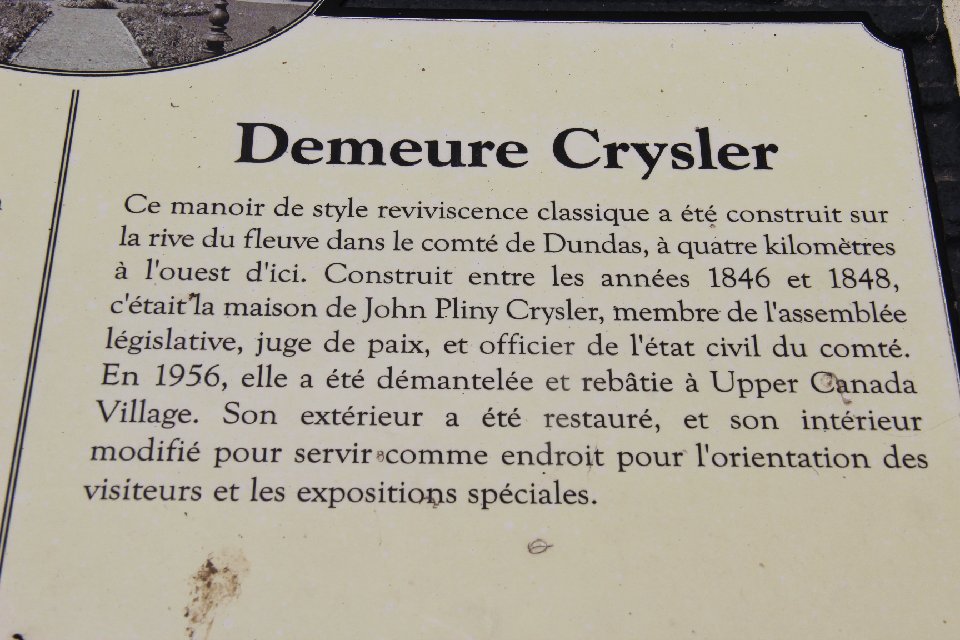 Demeure Crysler
Ce manoir de style reviviscence classique a été construit sur
la rive du fleuve dans le comté de Dundas, à quatre kilomètres
à l'ouest d'ici. Construit entre les années 1846 et 1848,
c'était la maison de John Pliny Crysler, membre de l'assemblée
législative, juge de paix, et officier de l'état civil du comté.
En 1956, elle a été démantelée et rebâtie à Upper Canada
Village. Son extérieur a été restauré, et son intérieur
modifié pour servir comme endroit pour l'orientation des
visiteurs et les expositions spéciales.